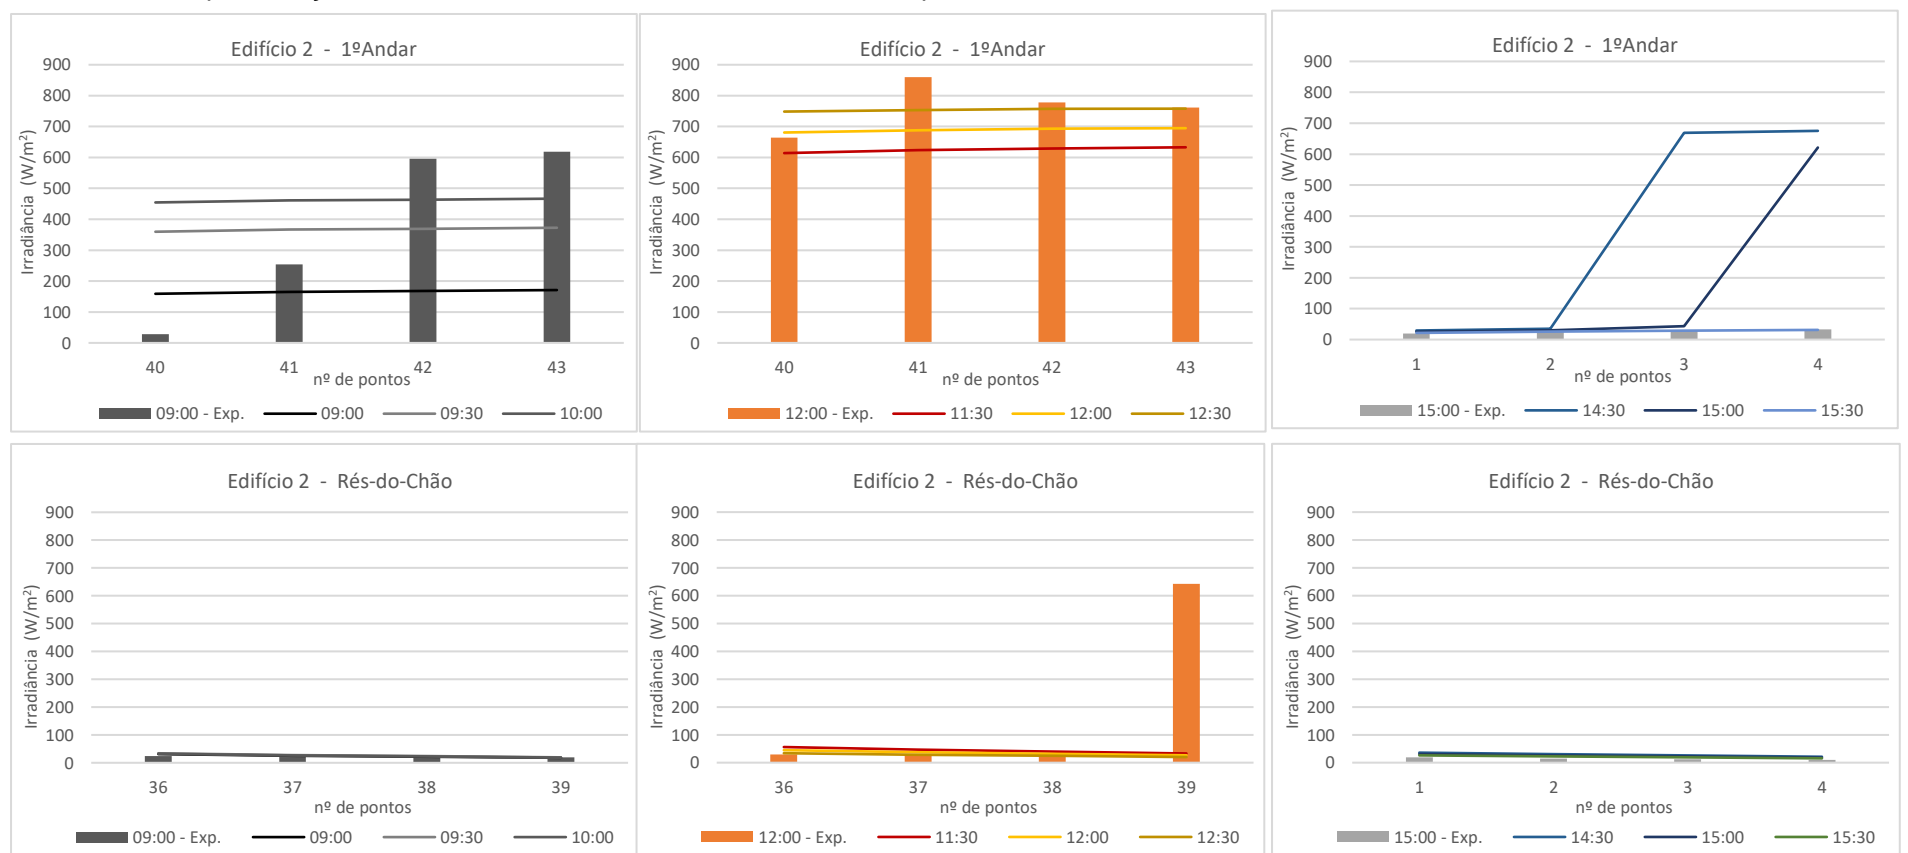 Edifício 2 - 1ºAndar
Irradiância (W/m²)
900
800
700
600
500
400
300
200
100
0
40 41 42 43
nº de pontos
09:00 - Exp. 09:00 09:30 10:00
Edifício 2 - 1ºAndar
Irradiância (W/m²)
900
800
700
600
500
400
300
200
100
0
40 41 42 43
nº de pontos
12:00 - Exp. 11:30 12:00 12:30
Edifício 2 - 1ºAndar
Irradiância (W/m²)
900
800
700
600
500
400
300
200
100
0
1 2 3 4
nº de pontos
15:00 - Exp. 14:30 15:00 15:30
Edifício 2 - Rés-do-Chão
Irradiância (W/m²)
900
800
700
600
500
400
300
200
100
0
36 37 38 39
nº de pontos
09:00 - Exp. 09:00 09:30 10:00
Edifício 2 - Rés-do-Chão
Irradiância (W/m²)
900
800
700
600
500
400
300
200
100
0
36 37 38 39
nº de pontos
12:00 - Exp. 11:30 12:00 12:30
Edifício 2 - Rés-do-Chão
Irradiância (W/m²)
900
800
700
600
500
400
300
200
100
0
1 2 3 4
nº de pontos
15:00 - Exp. 14:30 15:00 15:30